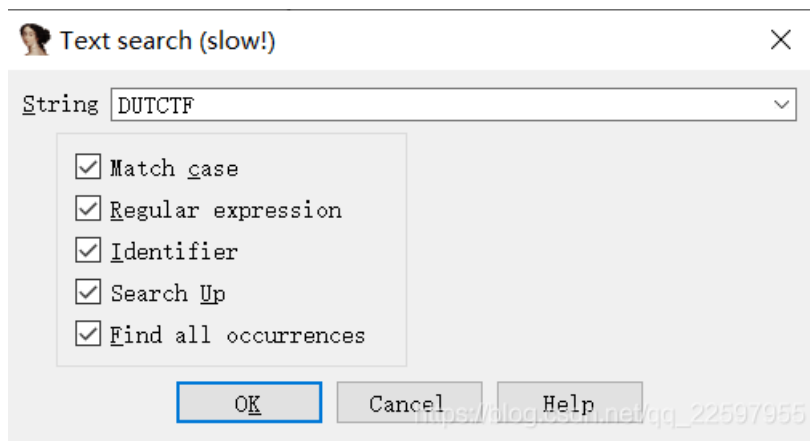 Text search (slow!)
String DUTCTF
Match case
Regular expression
Identifier
Search Up
Find all occurrences
OK Cancel Help
https://blog.csdn.net/qq_22597955